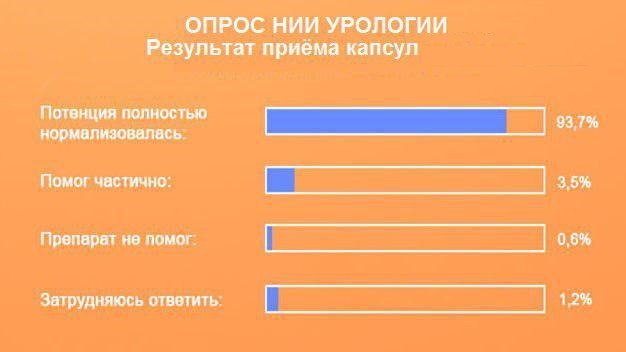 ОПРОС НИИ УРОЛОГИИ
Результат приёма капсул
Потенция полностью
нормализовалась:
93,7%
Помог частично:
3,5%
Препарат не помог:
0,6%
Затрудняюсь ответить:
1,2%